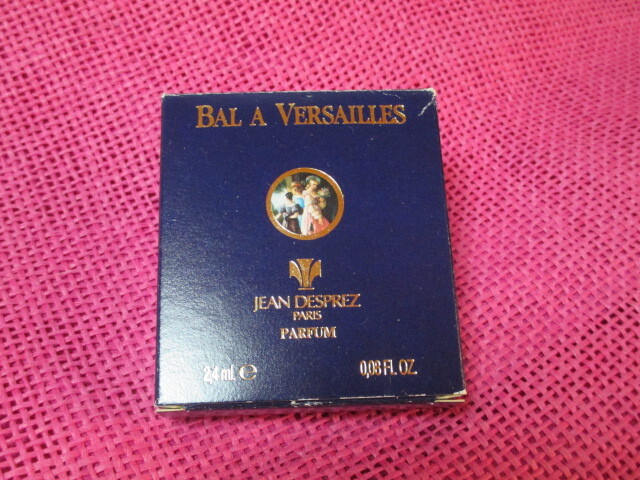 BAL A VERSAILLES
JEAN DESPREZ
PARIS
PARFUM
2,4 ml. e 0,08 FL. OZ.